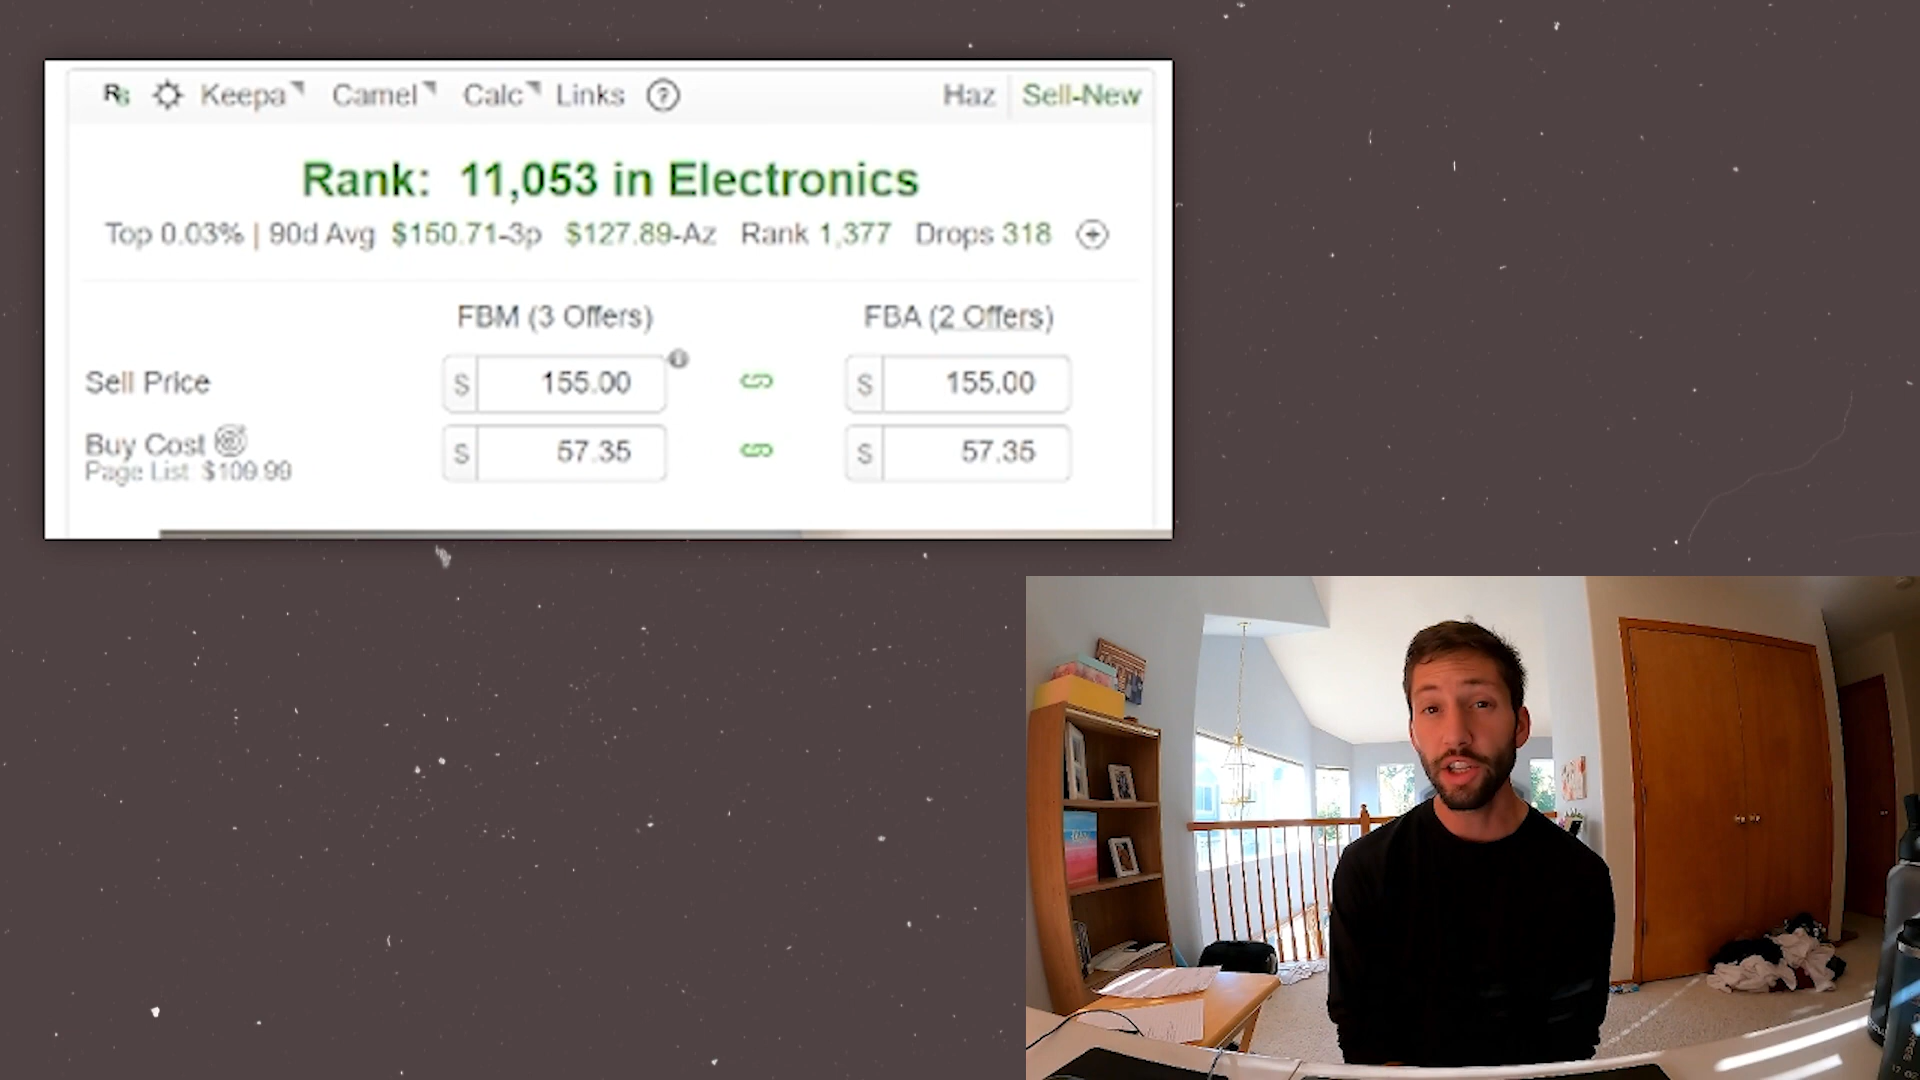 RS Keepa Camel Calc Links ? Haz Sell-New
Rank: 11,053 in Electronics
Top 0.03% | 90d Avg $150.71-3p $127.89-Az Rank 1,377 Drops 318
FBM (3 Offers) FBA (2 Offers)
Sell Price $ 155.00 $ 155.00
Buy Cost $ 57.35 $ 57.35
Page List $109.99